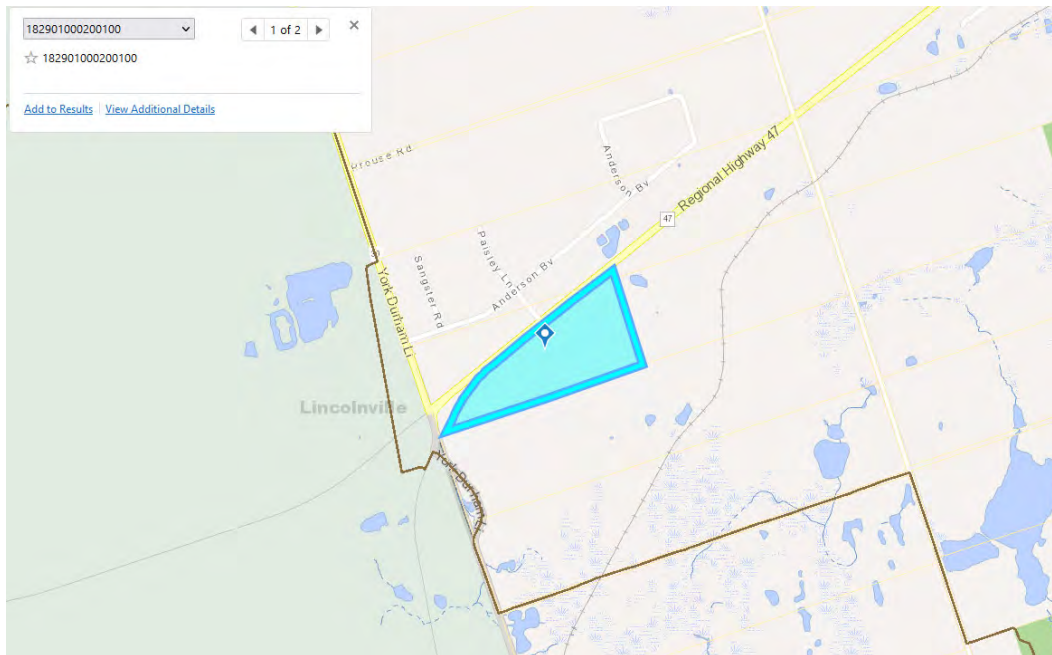 182901000200100
1 of 2
182901000200100
Add to Results
View Additional Details
Prouse Rd
Anderson Bv
Regional Highway 47
47
Paisley Ln
Sangster Rd
Anderson Bv
York Durham Li
Lincolnville
York Durham Li